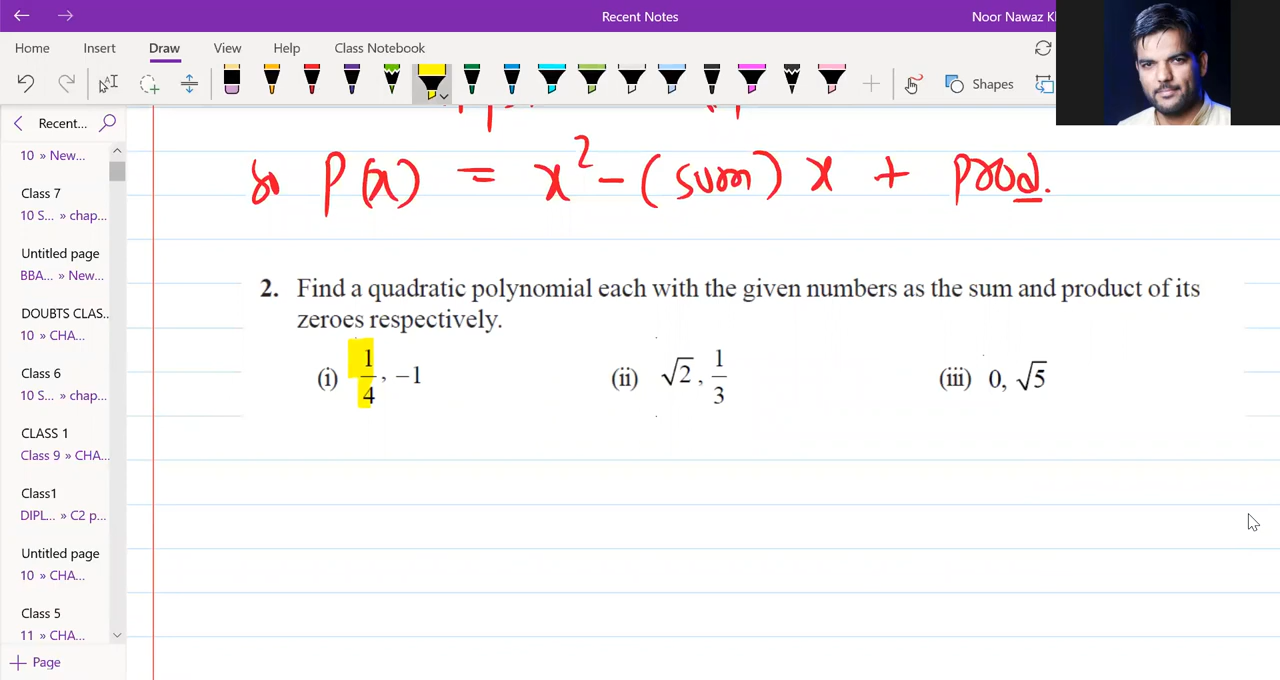 Recent Notes
Noor Nawaz Kh
Home Insert Draw View Help Class Notebook
Shapes
Recent...
10 » New...
Class 7
10 S... » chap...
Untitled page
BBA... » New...
DOUBTS CLAS...
10 » CHA...
Class 6
10 S... » chap...
CLASS 1
Class 9 » CHA...
Class1
DIPL... » C2 p...
Untitled page
10 » CHA...
Class 5
11 » CHA...
+ Page
so P(x) = x² - (sum) x + prod.
2. Find a quadratic polynomial each with the given numbers as the sum and product of its
zeroes respectively.
(i) 1/4, −1 (ii) √2, 1/3 (iii) 0, √5